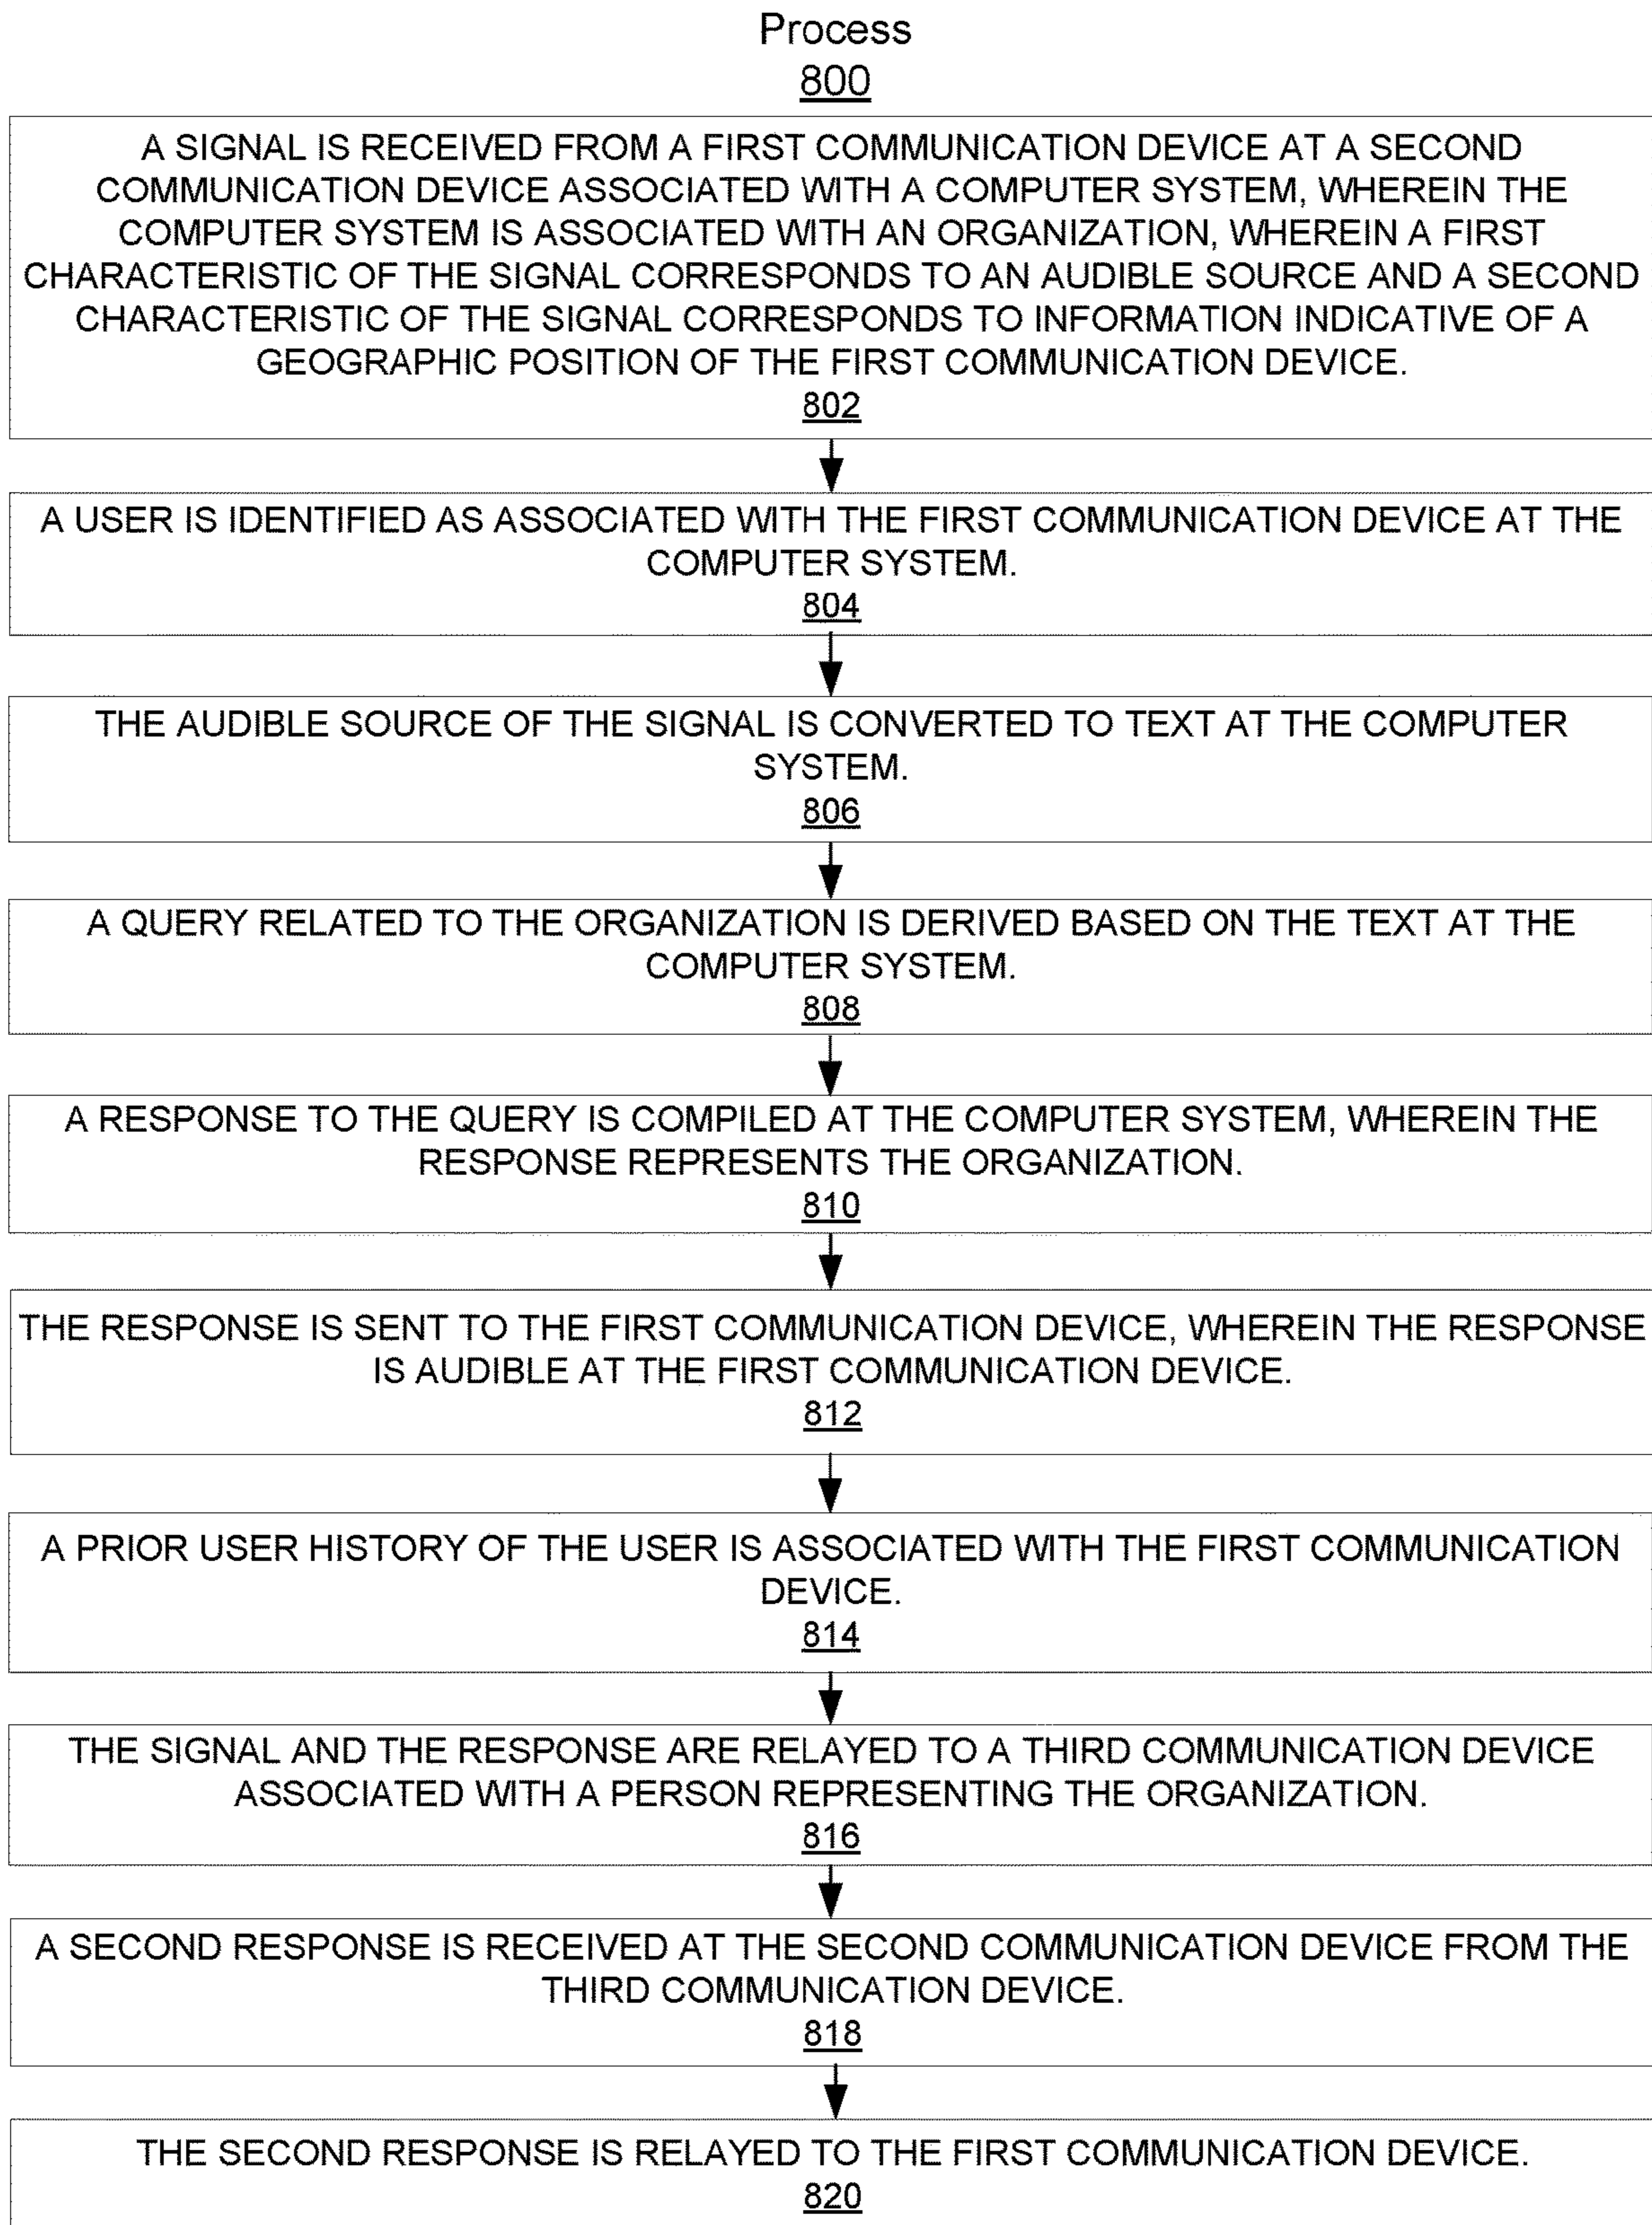 Process
800
A SIGNAL IS RECEIVED FROM A FIRST COMMUNICATION DEVICE AT A SECOND
COMMUNICATION DEVICE ASSOCIATED WITH A COMPUTER SYSTEM, WHEREIN THE
COMPUTER SYSTEM IS ASSOCIATED WITH AN ORGANIZATION, WHEREIN A FIRST
CHARACTERISTIC OF THE SIGNAL CORRESPONDS TO AN AUDIBLE SOURCE AND A SECOND
CHARACTERISTIC OF THE SIGNAL CORRESPONDS TO INFORMATION INDICATIVE OF A
GEOGRAPHIC POSITION OF THE FIRST COMMUNICATION DEVICE.
802
A USER IS IDENTIFIED AS ASSOCIATED WITH THE FIRST COMMUNICATION DEVICE AT THE
COMPUTER SYSTEM.
804
THE AUDIBLE SOURCE OF THE SIGNAL IS CONVERTED TO TEXT AT THE COMPUTER
SYSTEM.
806
A QUERY RELATED TO THE ORGANIZATION IS DERIVED BASED ON THE TEXT AT THE
COMPUTER SYSTEM.
808
A RESPONSE TO THE QUERY IS COMPILED AT THE COMPUTER SYSTEM, WHEREIN THE
RESPONSE REPRESENTS THE ORGANIZATION.
810
THE RESPONSE IS SENT TO THE FIRST COMMUNICATION DEVICE, WHEREIN THE RESPONSE
IS AUDIBLE AT THE FIRST COMMUNICATION DEVICE.
812
A PRIOR USER HISTORY OF THE USER IS ASSOCIATED WITH THE FIRST COMMUNICATION
DEVICE.
814
THE SIGNAL AND THE RESPONSE ARE RELAYED TO A THIRD COMMUNICATION DEVICE
ASSOCIATED WITH A PERSON REPRESENTING THE ORGANIZATION.
816
A SECOND RESPONSE IS RECEIVED AT THE SECOND COMMUNICATION DEVICE FROM THE
THIRD COMMUNICATION DEVICE.
818
THE SECOND RESPONSE IS RELAYED TO THE FIRST COMMUNICATION DEVICE.
820